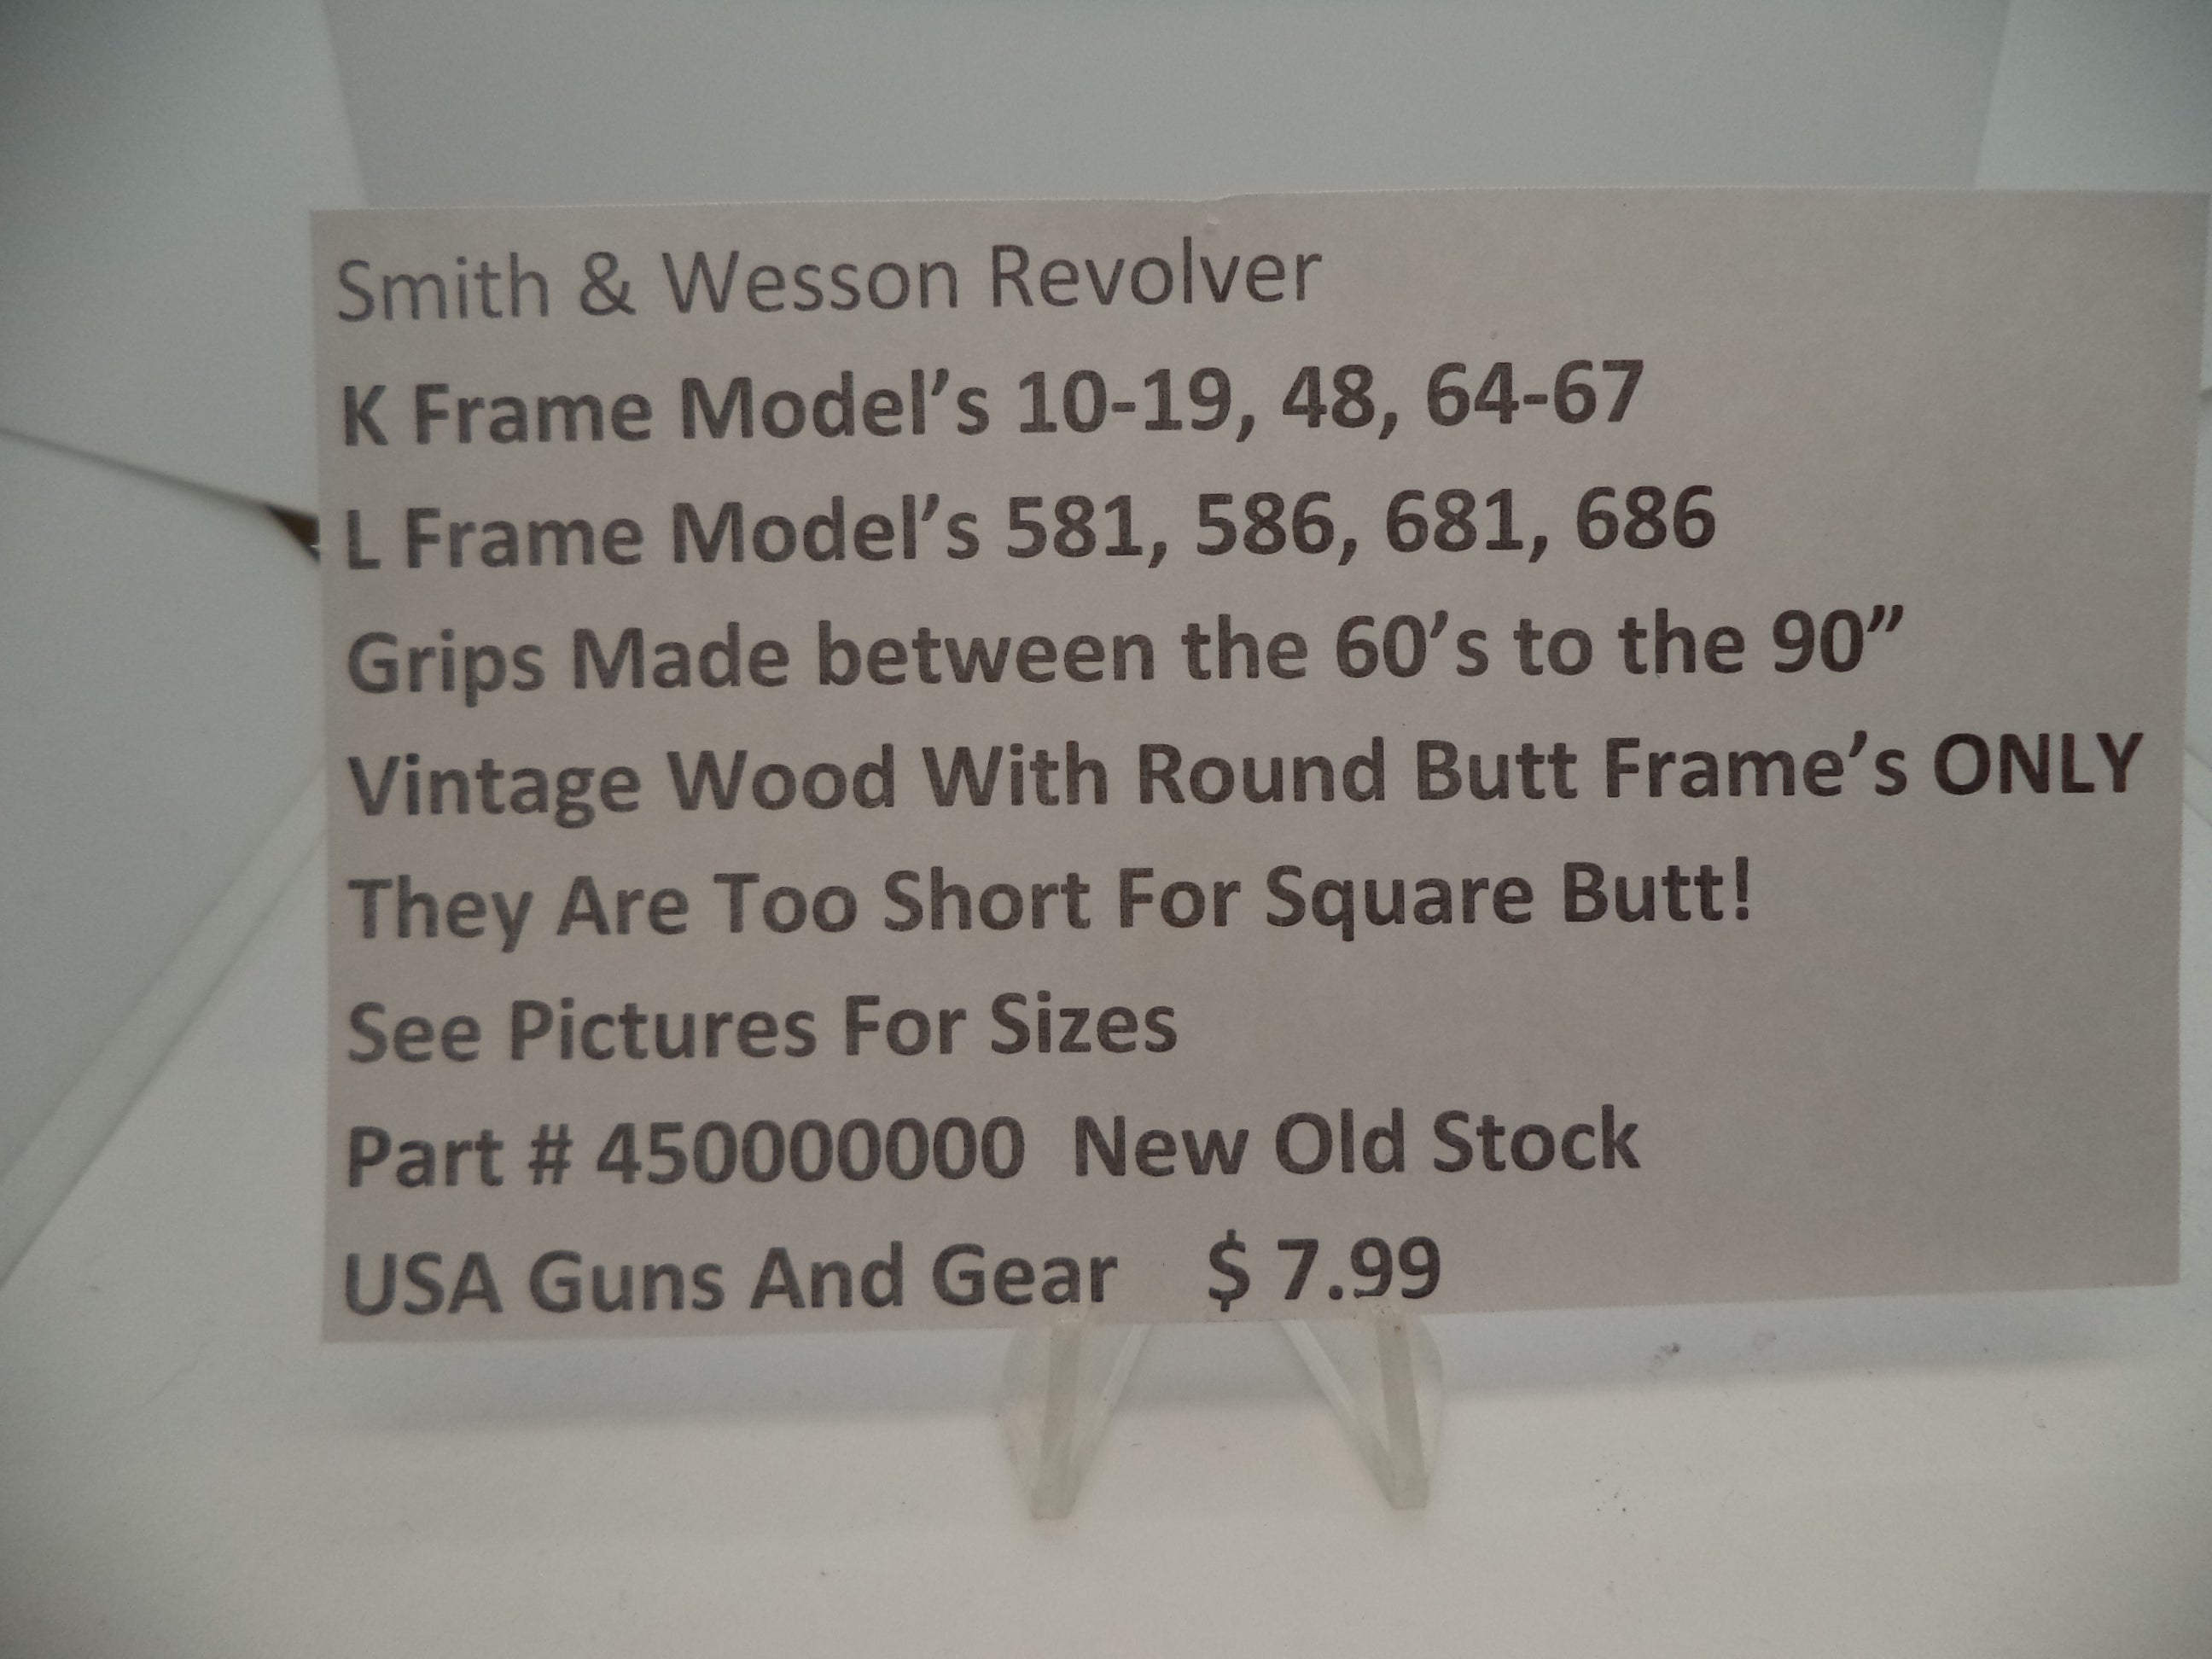 Smith & Wesson Revolver
K Frame Model’s 10-19, 48, 64-67
L Frame Model’s 581, 586, 681, 686
Grips Made between the 60’s to the 90”
Vintage Wood With Round Butt Frame’s ONLY
They Are Too Short For Square Butt!
See Pictures For Sizes
Part # 450000000  New Old Stock
USA Guns And Gear    $ 7.99